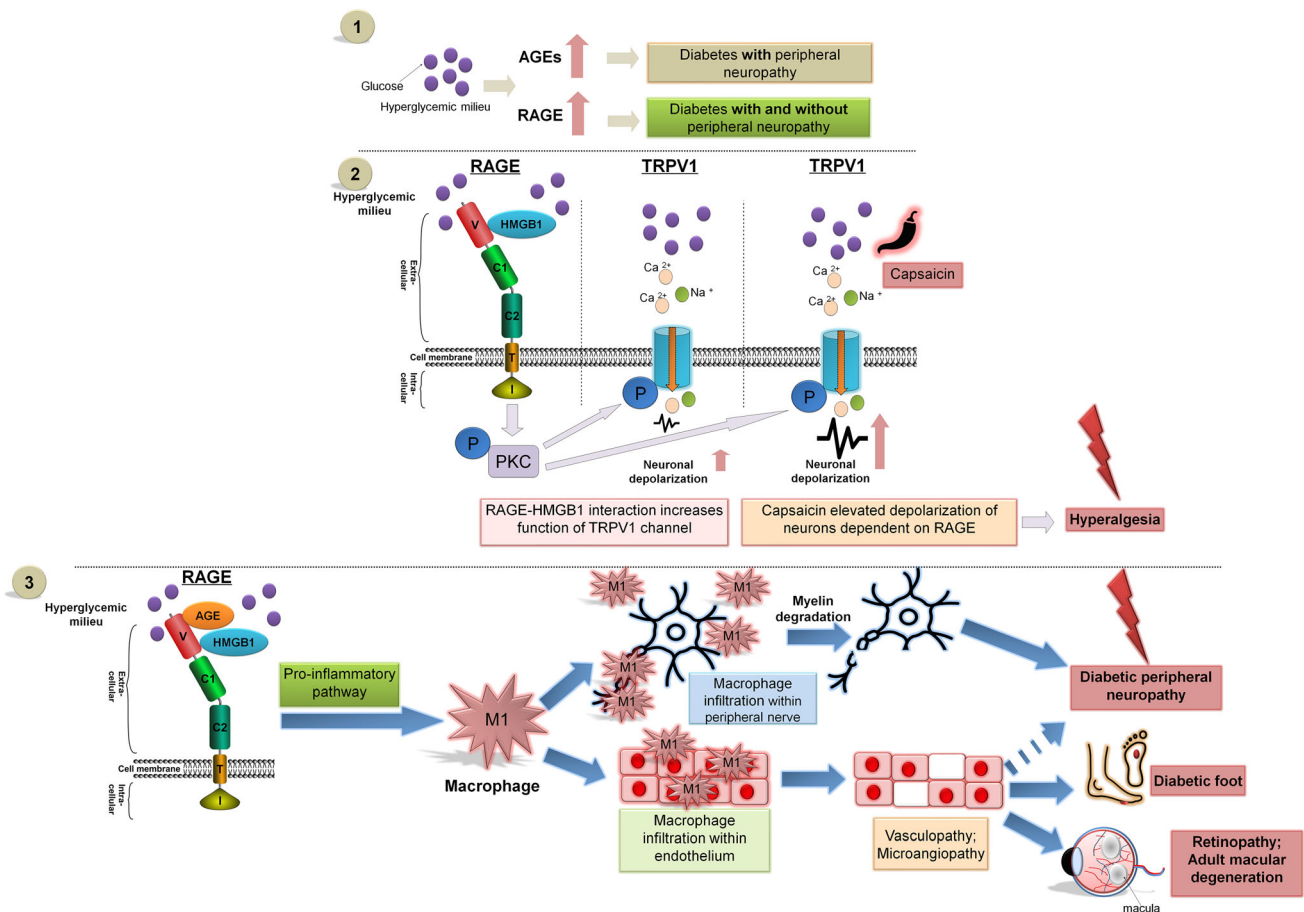 1
AGEs
Diabetes with peripheral
neuropathy
Glucose
Hyperglycemic milieu
RAGE
Diabetes with and without
peripheral neuropathy
2
RAGE
TRPV1
TRPV1
Hyperglycemic
milieu
V
HMGB1
Extra-
cellular
C1
C2
Ca 2+
Ca 2+
Na +
Ca 2+
Ca 2+
Na +
Capsaicin
Cell membrane
T
Intra-
cellular
I
P
P
P
PKC
Neuronal
depolarization
Neuronal
depolarization
RAGE-HMGB1 interaction increases
function of TRPV1 channel
Capsaicin elevated depolarization of
neurons dependent on RAGE
Hyperalgesia
3
RAGE
Hyperglycemic
milieu
AGE
V
HMGB1
Extra-
cellular
C1
C2
Cell membrane
T
Intra-
cellular
I
Pro-inflammatory
pathway
M1
Macrophage
M1
M1
M1
M1
M1
Macrophage
infiltration within
peripheral nerve
Myelin
degradation
Diabetic peripheral
neuropathy
M1
M1
M1
Macrophage
infiltration within
endothelium
Vasculopathy;
Microangiopathy
Diabetic foot
Retinopathy;
Adult macular
degeneration
macula